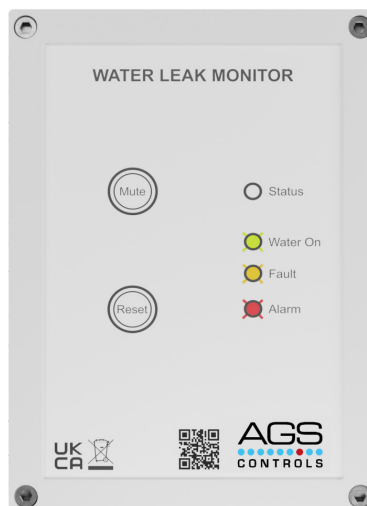 WATER LEAK MONITOR
Mute
Status
Water On
Fault
Reset
Alarm
UK
CA
AGS
CONTROLS